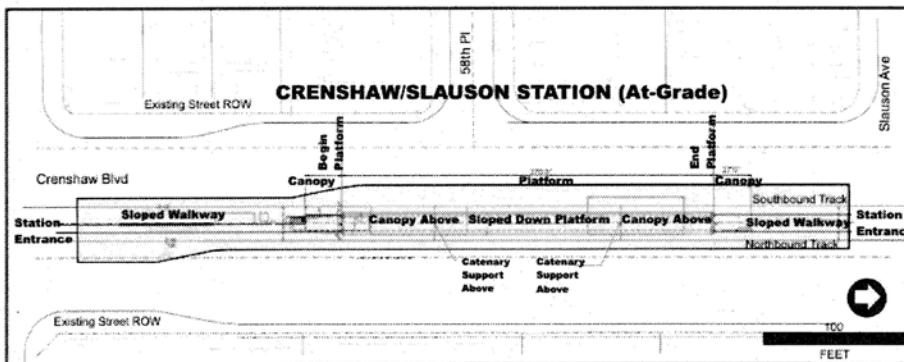 58th Pl
Slauson Ave
CRENSHAW/SLAUSON STATION (At-Grade)
Existing Street ROW
Begin
Platform
End
Platform
Crenshaw Blvd
Canopy
Platform
Canopy
Southbound Track
Sloped Walkway
Station
Entrance
Canopy Above
Sloped Down Platform
Canopy Above
Sloped Walkway
Station
Entrance
Northbound Track
Catenary
Support
Above
Catenary
Support
Above
Existing Street ROW
100
FEET